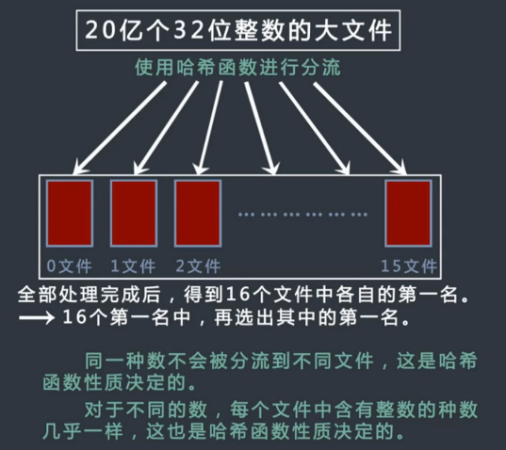 20亿个32位整数的大文件
使用哈希函数进行分流
………………
0文件 1文件 2文件 15文件
全部处理完成后，得到16个文件中各自的第一名。
→16个第一名中，再选出其中的第一名。
同一种数不会被分流到不同文件，这是哈希
函数性质决定的。
对于不同的数，每个文件中含有整数的种数
几乎一样，这也是哈希函数性质决定的。